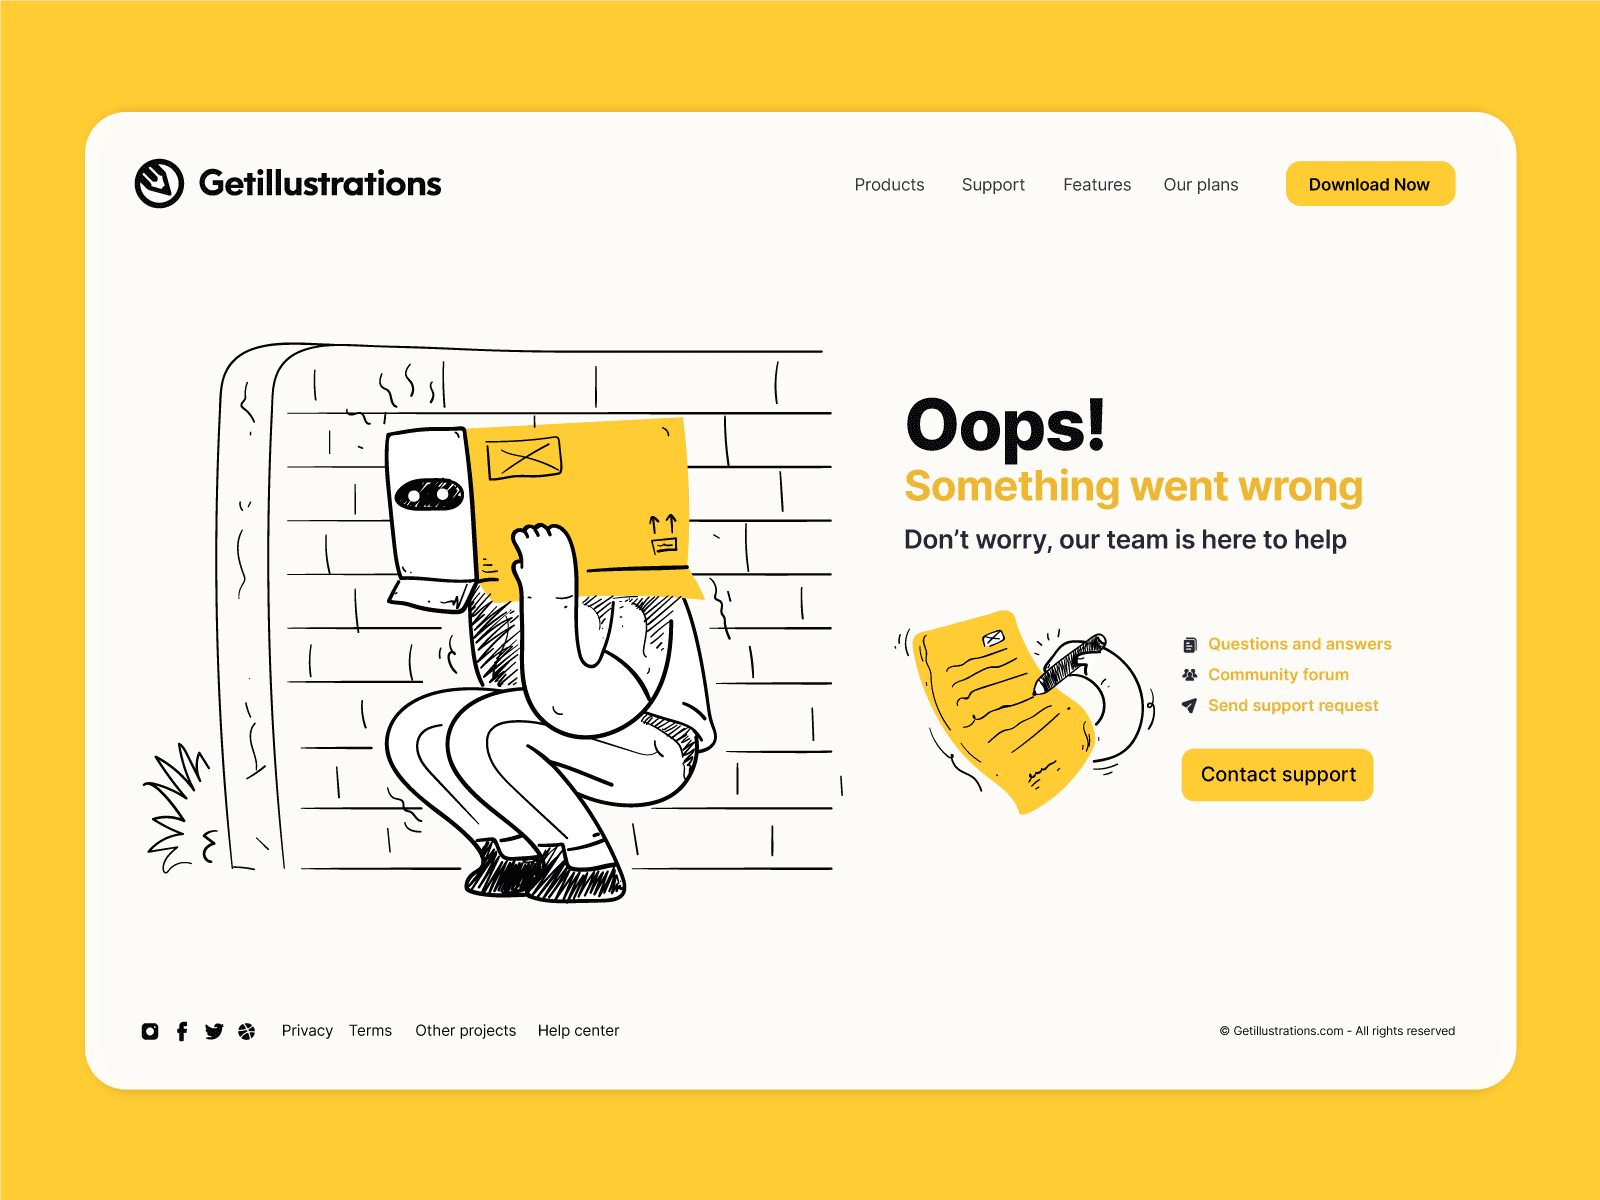 Getillustrations
Products Support Features Our plans Download Now
Oops!
Something went wrong
Don't worry, our team is here to help
Questions and answers
Community forum
Send support request
Contact support
Privacy Terms Other projects Help center
© Getillustrations.com - All rights reserved